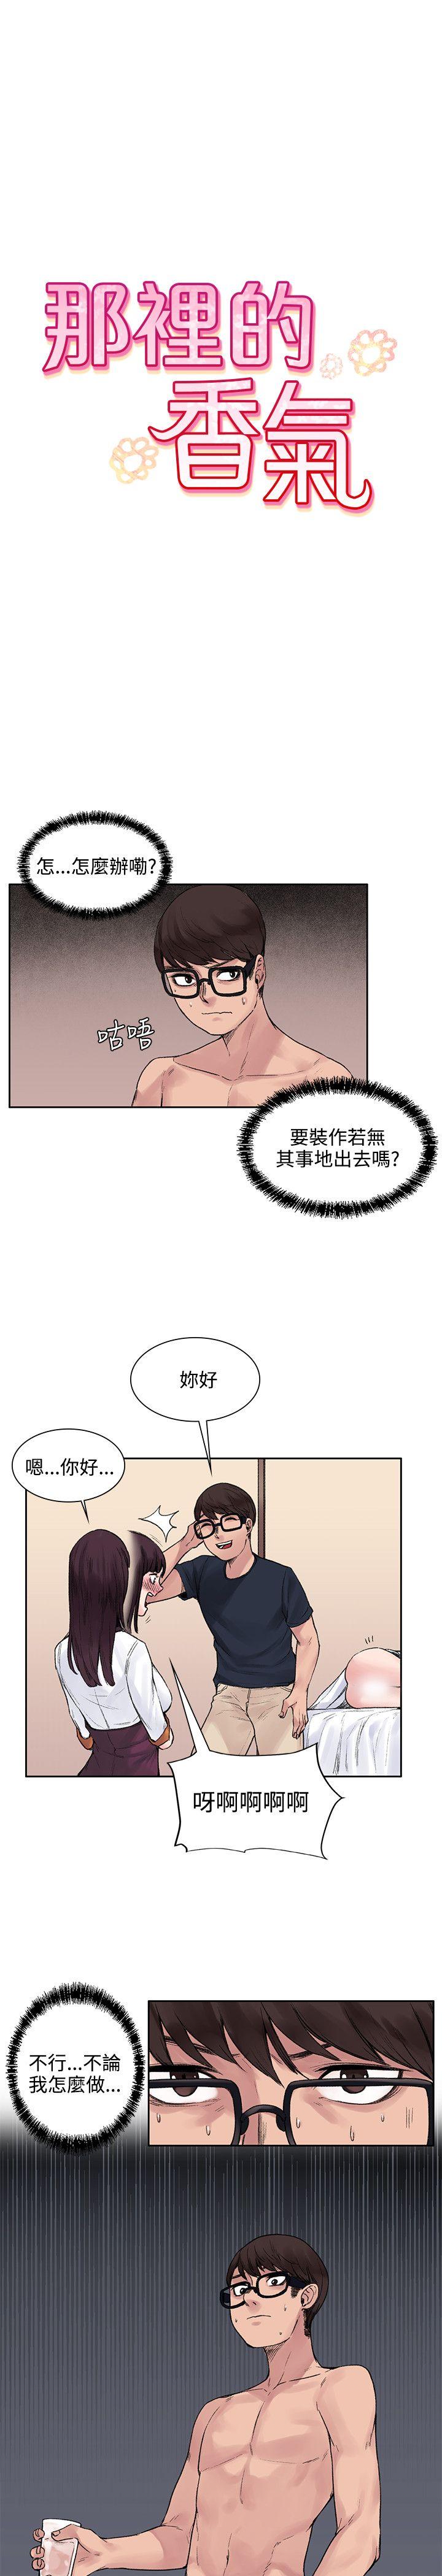 那裡的
香氣
怎...怎麼辦嘞?
咕唔
要裝作若無
其事地出去嗎?
妳好
嗯...你好...
呀啊啊啊啊
不行...不論
我怎麼做...